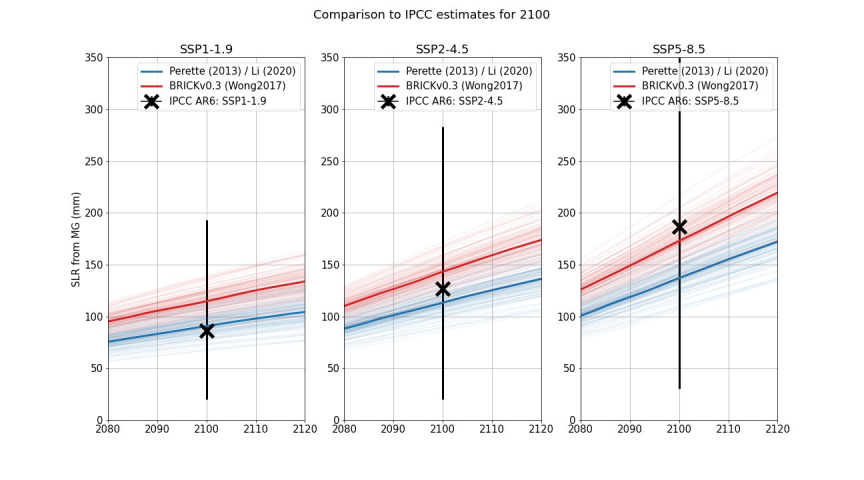 Comparison to IPCC estimates for 2100
SSP1-1.9
SSP2-4.5
SSP5-8.5
SLR from MG (mm)
350
300
250
200
150
100
50
0
2080 2090 2100 2110 2120
Perette (2013) / Li (2020)
BRICKv0.3 (Wong2017)
IPCC AR6: SSP1-1.9
350
300
250
200
150
100
50
0
2080 2090 2100 2110 2120
Perette (2013) / Li (2020)
BRICKv0.3 (Wong2017)
IPCC AR6: SSP2-4.5
350
300
250
200
150
100
50
0
2080 2090 2100 2110 2120
Perette (2013) / Li (2020)
BRICKv0.3 (Wong2017)
IPCC AR6: SSP5-8.5